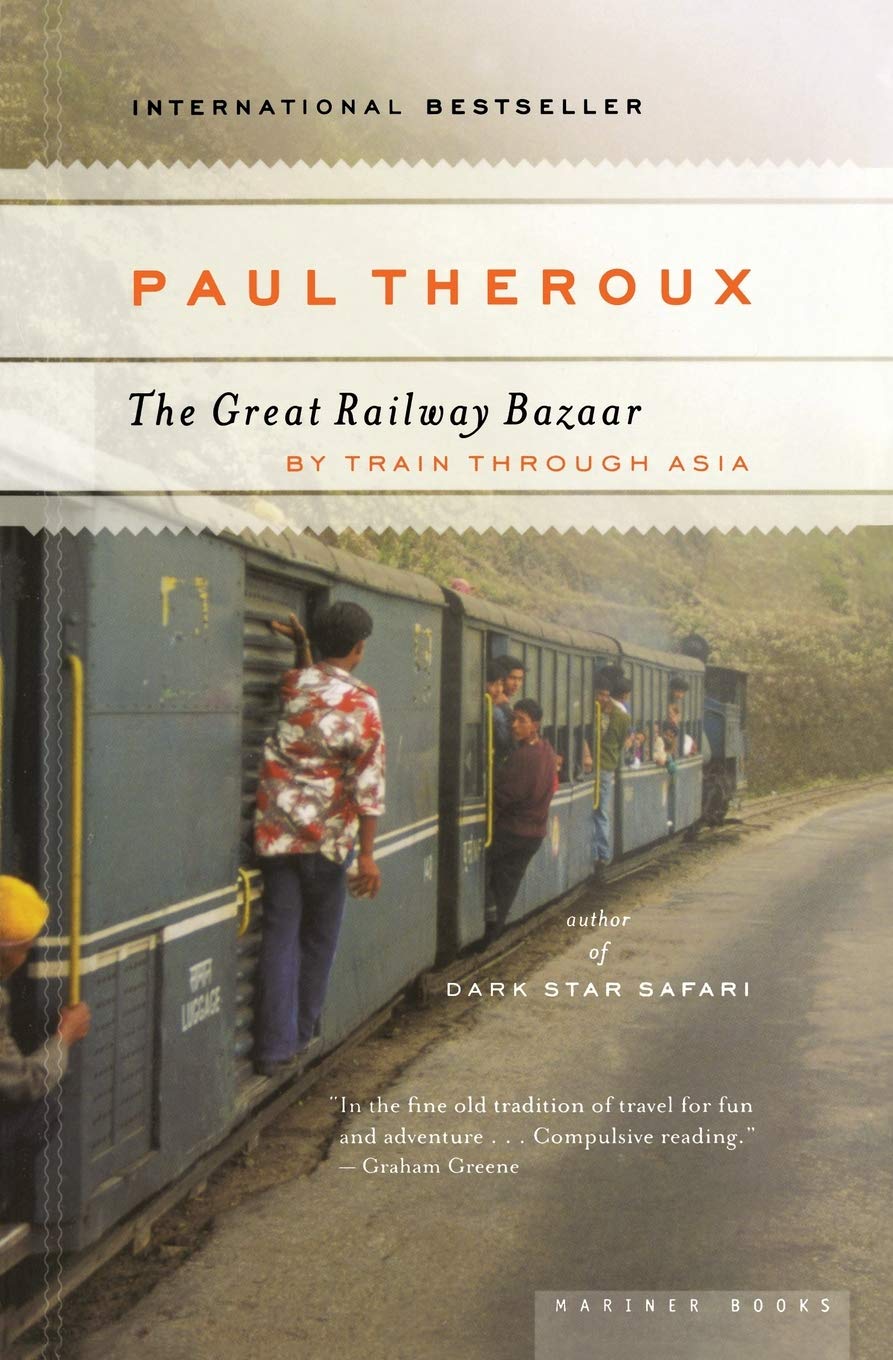 INTERNATIONAL BESTSELLER
PAUL THEROUX
The Great Railway Bazaar
BY TRAIN THROUGH ASIA
सामान
LUGGAGE
author
of
DARK STAR SAFARI
"In the fine old tradition of travel for fun
and adventure . . . Compulsive reading."
— Graham Greene
MARINER BOOKS